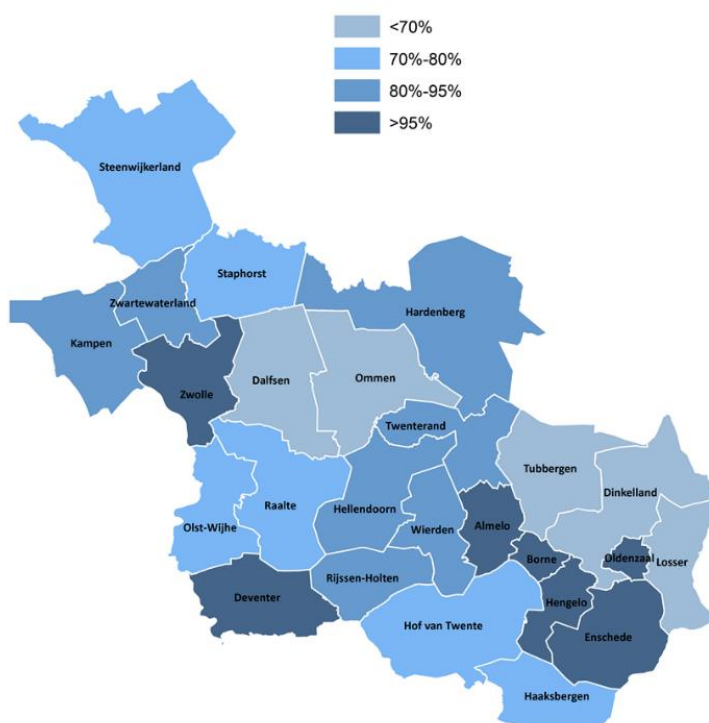 <70%
70%-80%
80%-95%
>95%
Steenwijkerland
Staphorst
Zwartewaterland
Hardenberg
Kampen
Zwolle
Dalfsen
Ommen
Twenterand
Tubbergen
Dinkelland
Raalte
Hellendoorn
Olst-Wijhe
Wierden
Almelo
Borne
Oldenzaal
Losser
Rijssen-Holten
Deventer
Hengelo
Hof van Twente
Enschede
Haaksbergen